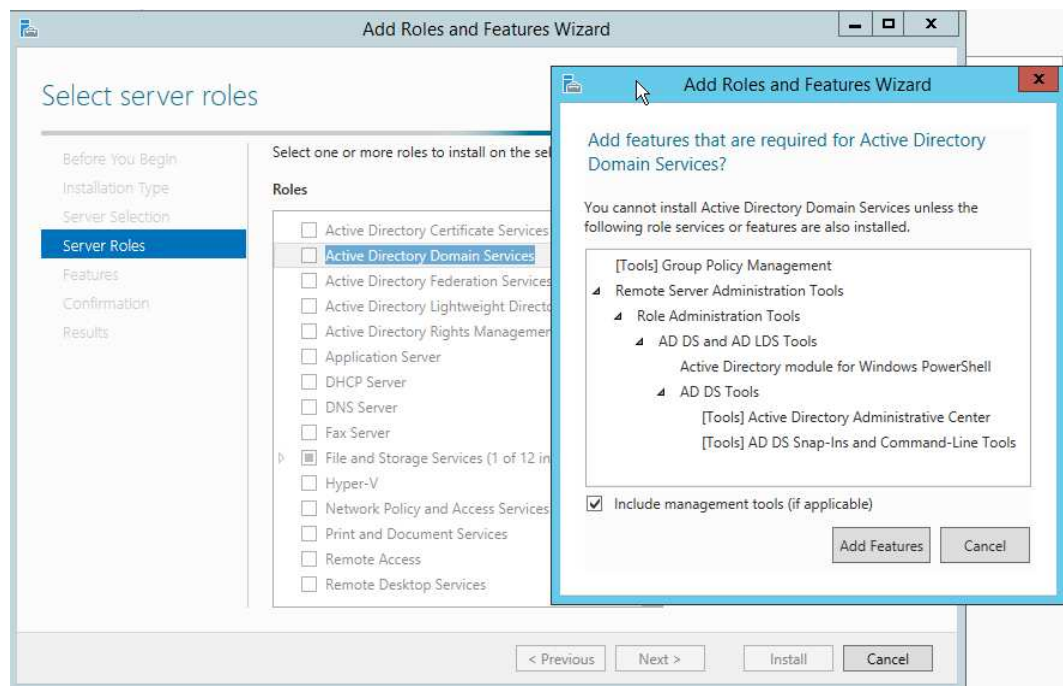 Add Roles and Features Wizard
Select server roles
Before You Begin
Installation Type
Server Selection
Server Roles
Features
Confirmation
Results
Select one or more roles to install on the sel
Roles
Active Directory Certificate Services
Active Directory Domain Services
Active Directory Federation Services
Active Directory Lightweight Directo
Active Directory Rights Managemen
Application Server
DHCP Server
DNS Server
Fax Server
File and Storage Services (1 of 12 in
Hyper-V
Network Policy and Access Services
Print and Document Services
Remote Access
Remote Desktop Services
< Previous
Next >
Install
Cancel
Add Roles and Features Wizard
Add features that are required for Active Directory
Domain Services?
You cannot install Active Directory Domain Services unless the
following role services or features are also installed.
[Tools] Group Policy Management
Remote Server Administration Tools
Role Administration Tools
AD DS and AD LDS Tools
Active Directory module for Windows PowerShell
AD DS Tools
[Tools] Active Directory Administrative Center
[Tools] AD DS Snap-Ins and Command-Line Tools
Include management tools (if applicable)
Add Features
Cancel